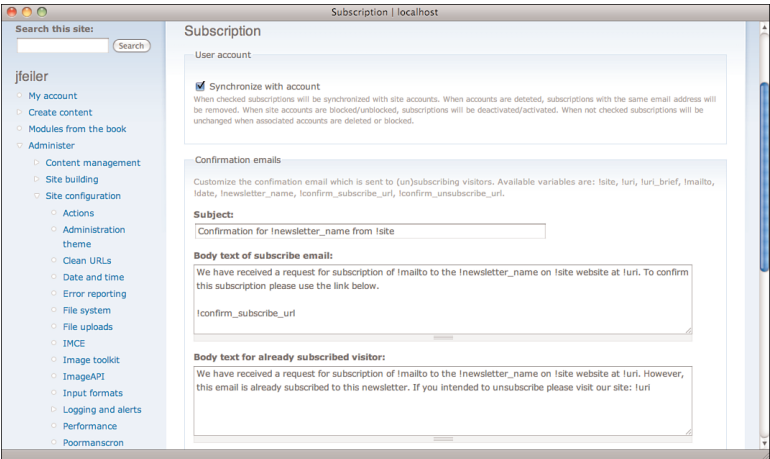 Subscription | localhost
Search this site:
Search
jfeiler
My account
Create content
Modules from the book
Administer
Content management
Site building
Site configuration
Actions
Administration
theme
Clean URLs
Date and time
Error reporting
File system
File uploads
IMCE
Image toolkit
ImageAPI
Input formats
Logging and alerts
Performance
Poormanscron
Subscription
User account
Synchronize with account
When checked subscriptions will be synchronized with site accounts. When accounts are deteted, subscriptions with the same email address will
be removed. When site accounts are blocked/unblocked, subscriptions will be deactivated/activated. When not checked subscriptions will be
unchanged when associated accounts are deleted or blocked.
Confirmation emails
Customize the confimation email which is sent to (un)subscribing visitors. Available variables are: !site, !uri, !uri_brief, !mailto,
!date, !newsletter_name, !confirm_subscribe_url, !confirm_unsubscribe_url.
Subject:
Confirmation for !newsletter_name from !site
Body text of subscribe email:
We have received a request for subscription of !mailto to the !newsletter_name on !site website at !uri. To confirm
this subscription please use the link below.
!confirm_subscribe_url
Body text for already subscribed visitor:
We have received a request for subscription of !mailto to the !newsletter_name on !site website at !uri. However,
this email is already subscribed to this newsletter. If you intended to unsubscribe please visit our site: !uri